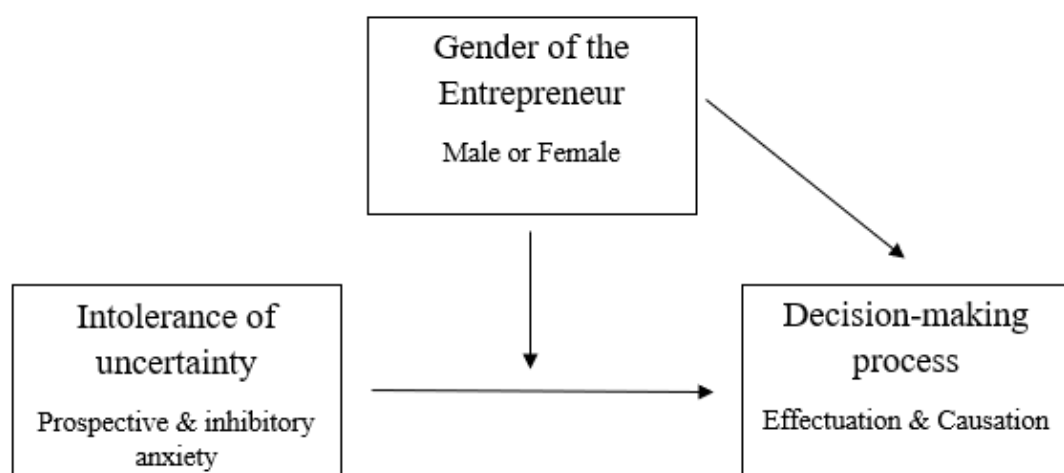 Gender of the
Entrepreneur
Male or Female
Intolerance of
uncertainty
Prospective & inhibitory
anxiety
Decision-making
process
Effectuation & Causation